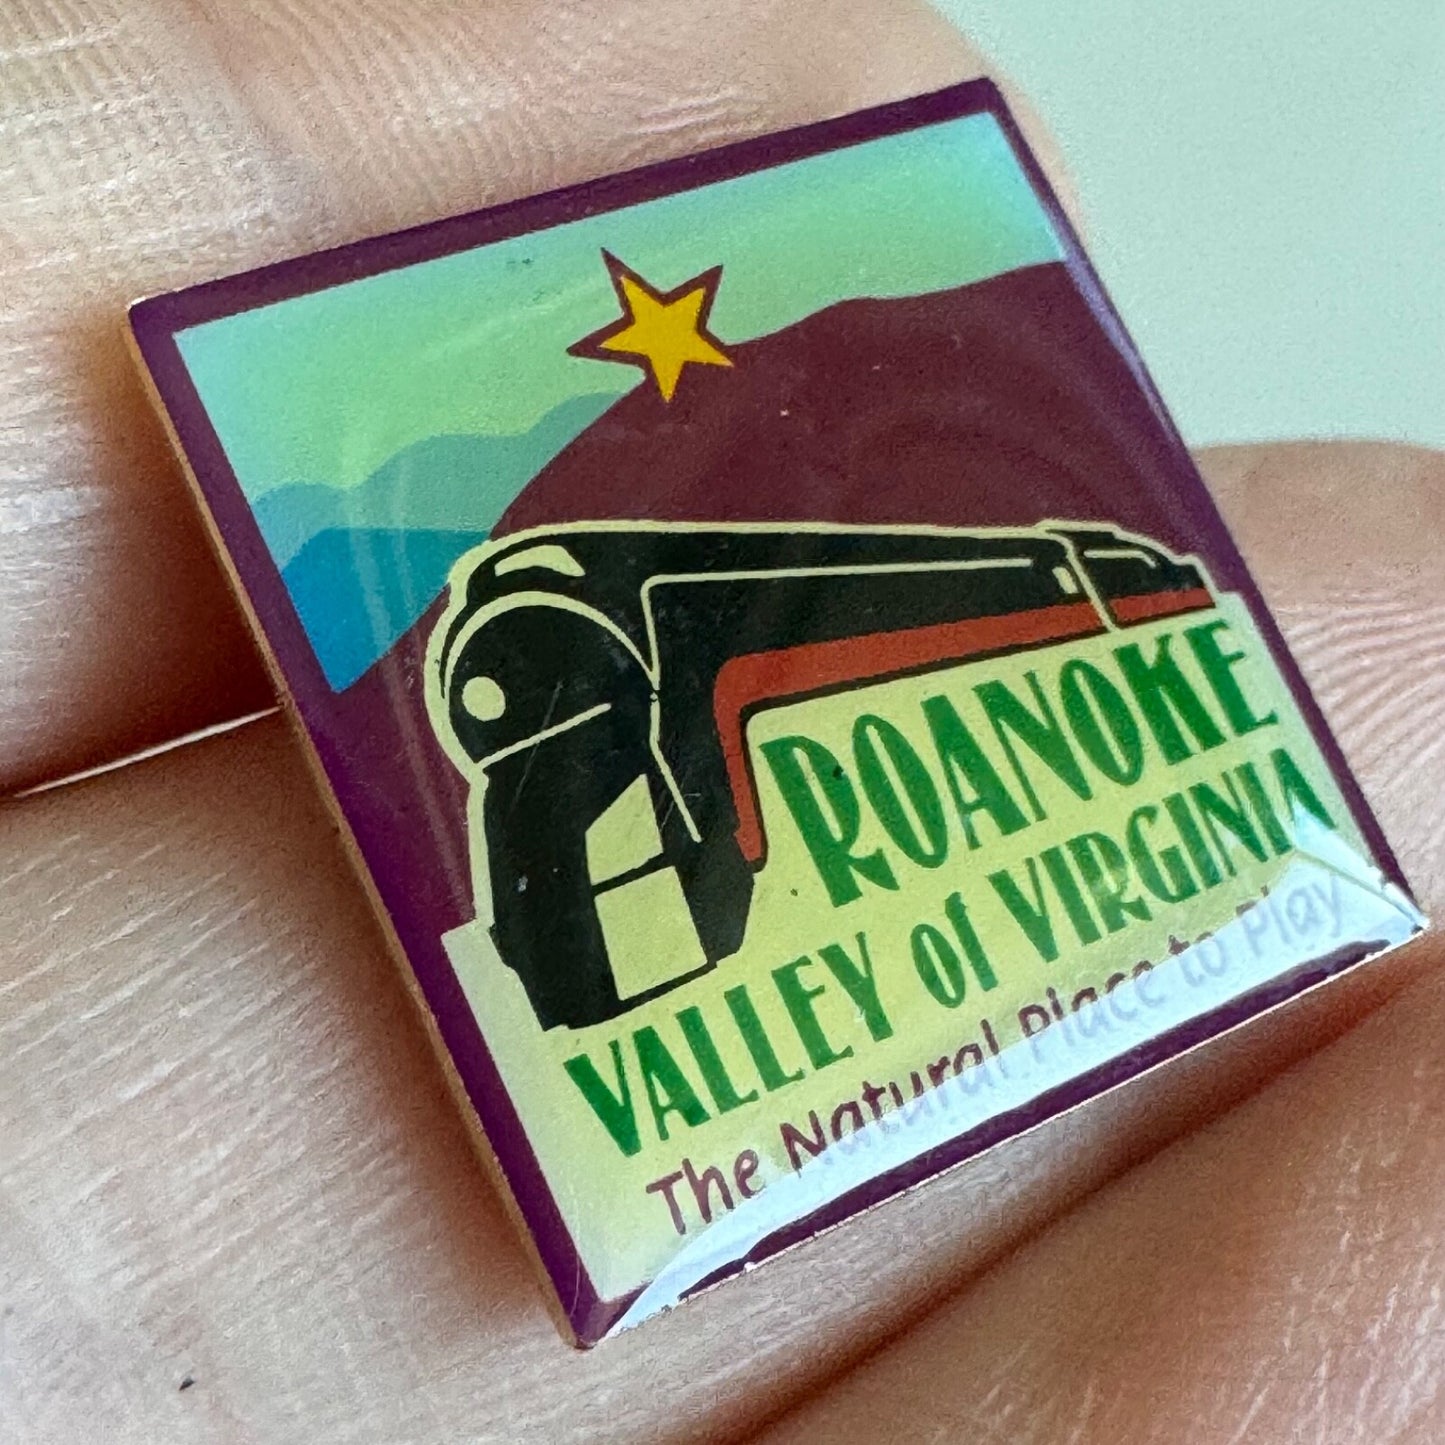 ROANOKE
VALLEY of VIRGINIA
The Natural Place to Play